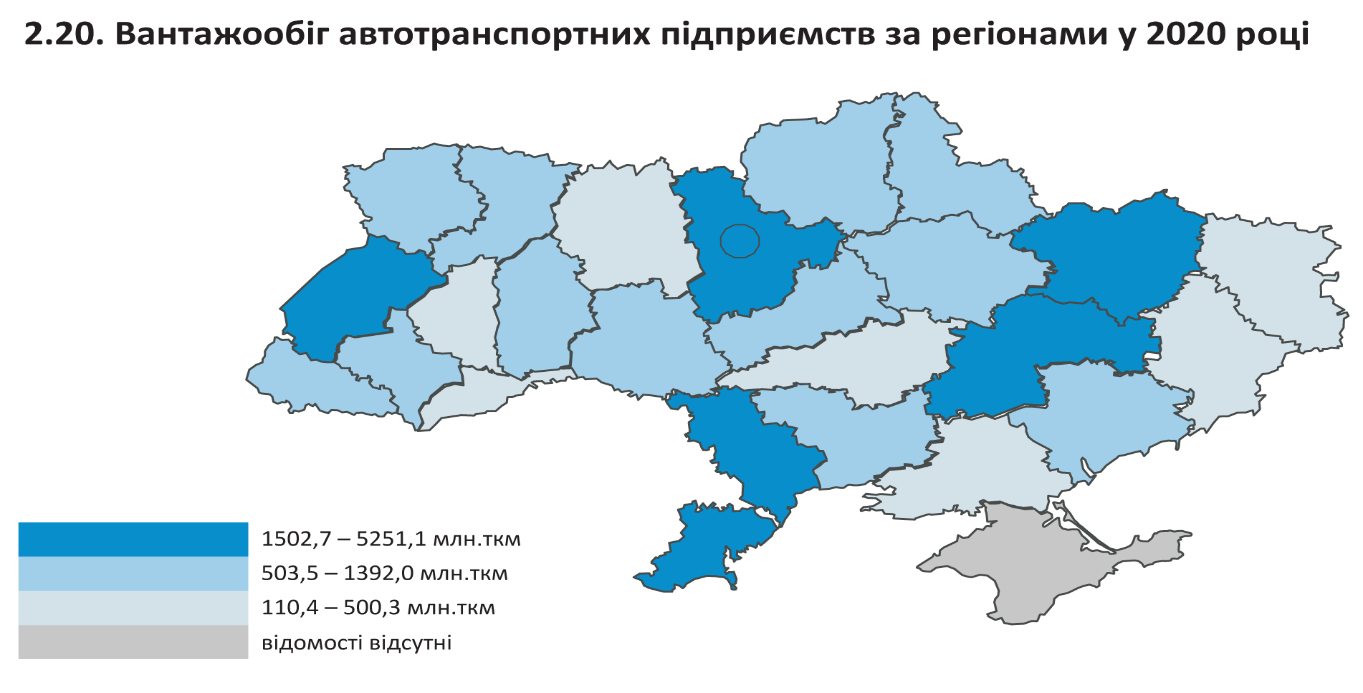 2.20. Вантажообіг автотранспортних підприємств за регіонами у 2020 році
1502,7 – 5251,1 млн.ткм
503,5 – 1392,0 млн.ткм
110,4 – 500,3 млн.ткм
відомості відсутні